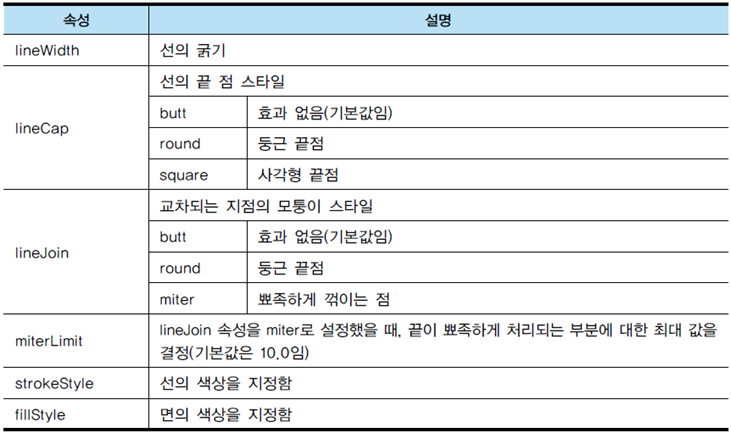 속성 설명
lineWidth 선의 굵기
lineCap 선의 끝 점 스타일
butt 효과 없음(기본값임)
round 둥근 끝점
square 사각형 끝점
lineJoin 교차되는 지점의 모퉁이 스타일
butt 효과 없음(기본값임)
round 둥근 끝점
miter 뾰족하게 꺾이는 점
miterLimit lineJoin 속성을 miter로 설정했을 때, 끝이 뾰족하게 처리되는 부분에 대한 최대 값을
결정(기본값은 10.0임)
strokeStyle 선의 색상을 지정함
fillStyle 면의 색상을 지정함